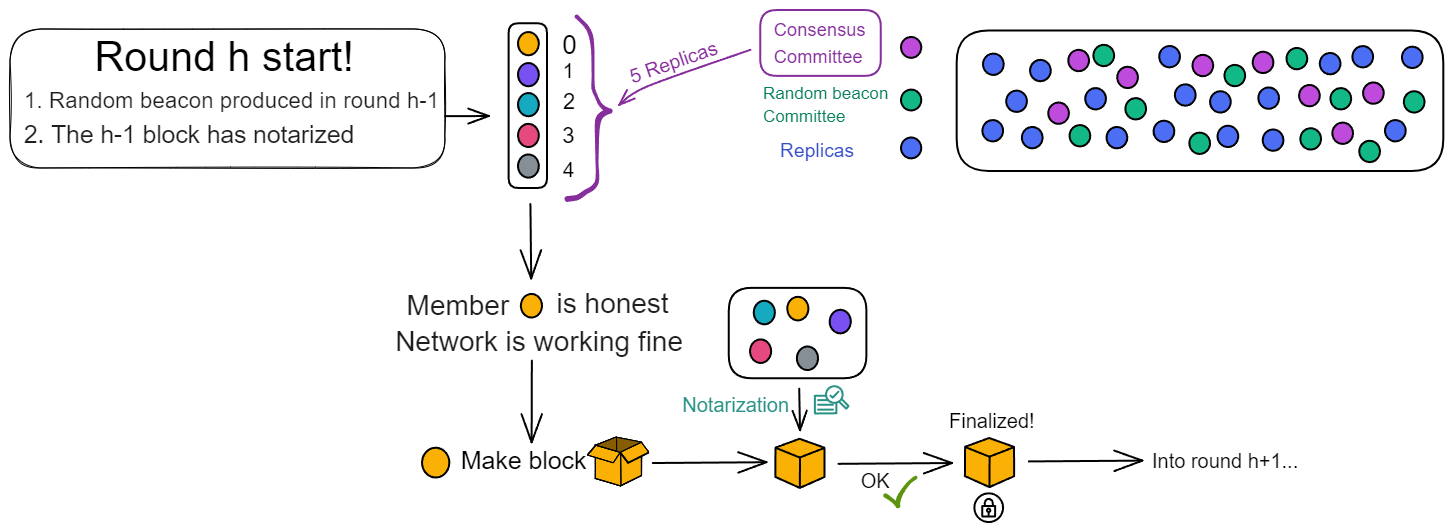 Round h start!
1. Random beacon produced in round h-1
2. The h-1 block has notarized
0
1
2
3
4
5 Replicas
Consensus
Committee
Random beacon
Committee
Replicas
Member is honest
Network is working fine
Notarization
Make block
Finalized!
OK
Into round h+1...